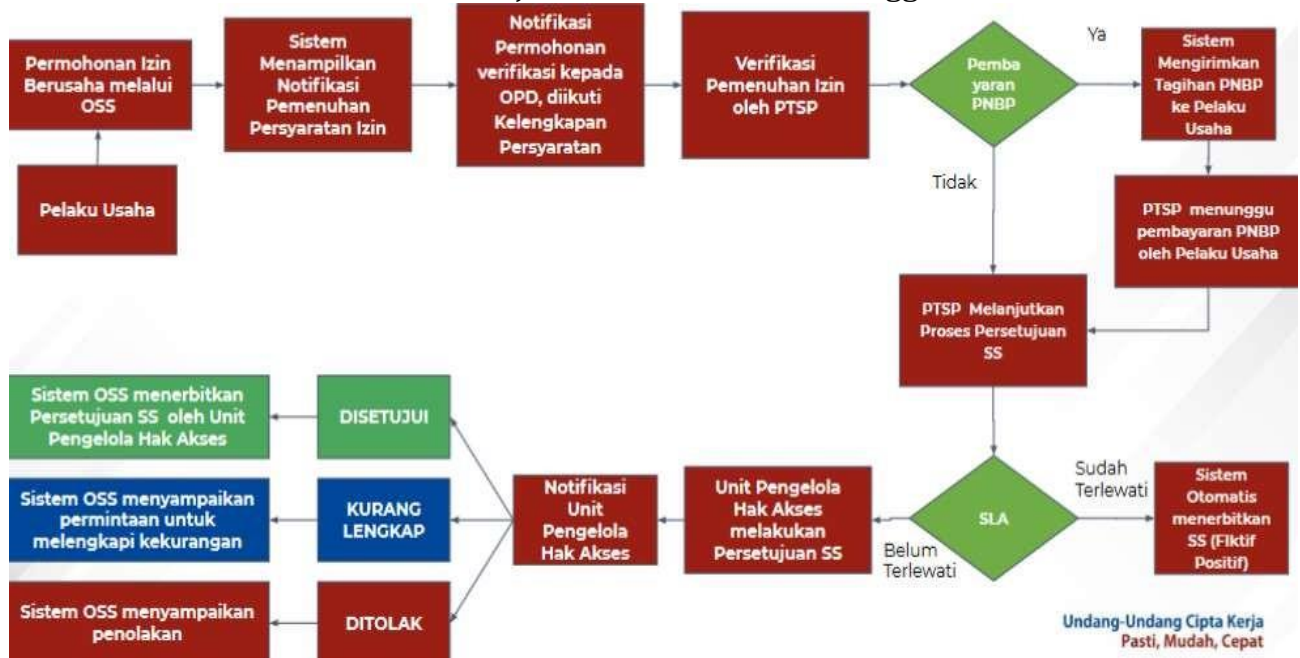 Permohonan Izin
Berusaha melalui
OSS
Pelaku Usaha
Sistem
Menampilkan
Notifikasi
Pemenuhan
Persyaratan Izin
Notifikasi
Permohonan
verifikasi kepada
OPD, diikuti
Kelengkapan
Persyaratan
Verifikasi
Pemenuhan Izin
oleh PTSP
Pemba
yaran
PNBP
Ya
Sistem
Mengirimkan
Tagihan PNBP
ke Pelaku
Usaha
Tidak
PTSP menunggu
pembayaran PNBP
oleh Pelaku Usaha
PTSP Melanjutkan
Proses Persetujuan
SS
SLA
Sudah
Terlewati
Sistem
Otomatis
menerbitkan
SS (FIktif
Positif)
Belum
Terlewati
Unit Pengelola
Hak Akses
melakukan
Persetujuan SS
Notifikasi
Unit
Pengelola
Hak Akses
DISETUJUI
Sistem OSS menerbitkan
Persetujuan SS oleh Unit
Pengelola Hak Akses
KURANG
LENGKAP
Sistem OSS menyampaikan
permintaan untuk
melengkapi kekurangan
DITOLAK
Sistem OSS menyampaikan
penolakan
Undang-Undang Cipta Kerja
Pasti, Mudah, Cepat